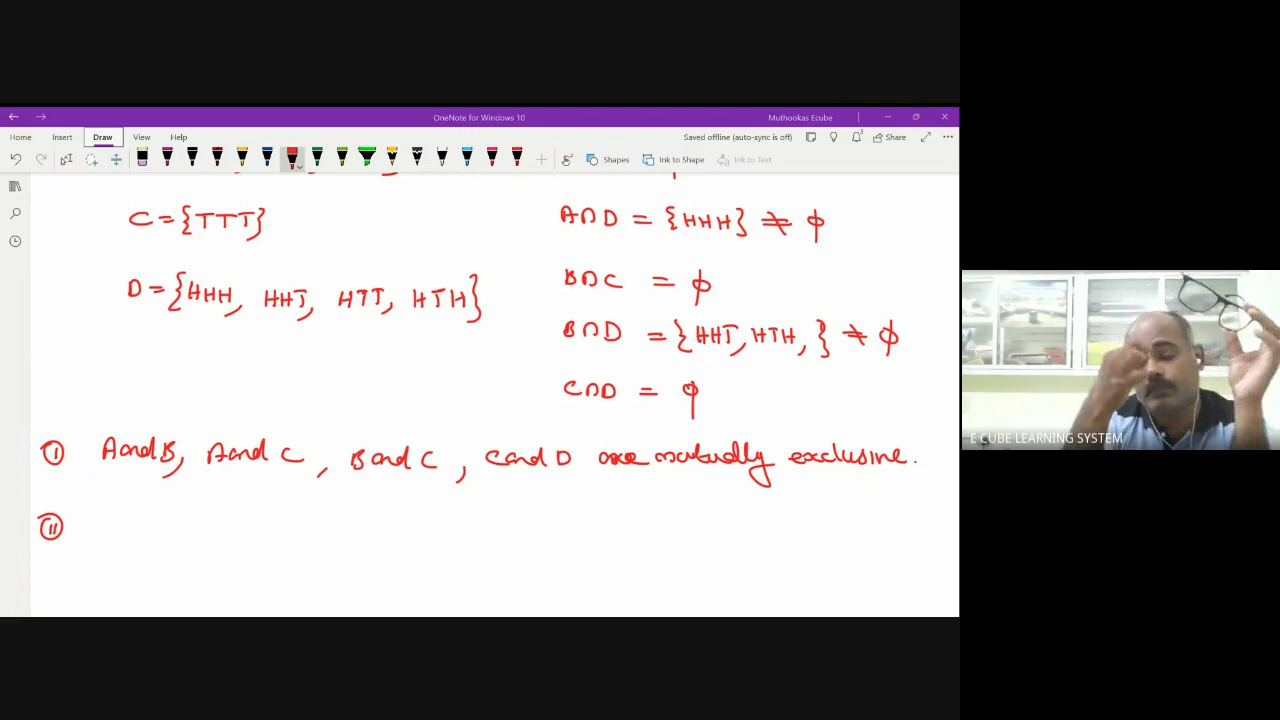 OneNote for Windows 10
Muthookas Ecube
Home Insert Draw View Help
Saved offline (auto-sync is off)
Share
Shapes
Ink to Shape
Ink to Text
C = {TTT}
A∩D = {HHH} ≠ ϕ
D = {HHH, HHT, HTT, HTH}
B∩C = ϕ
B∩D = {HHT, HTH, } ≠ ϕ
C∩D = ϕ
(i) A and B, A and C, B and C, C and D are mutually exclusive.
(ii)
E CUBE LEARNING SYSTEM